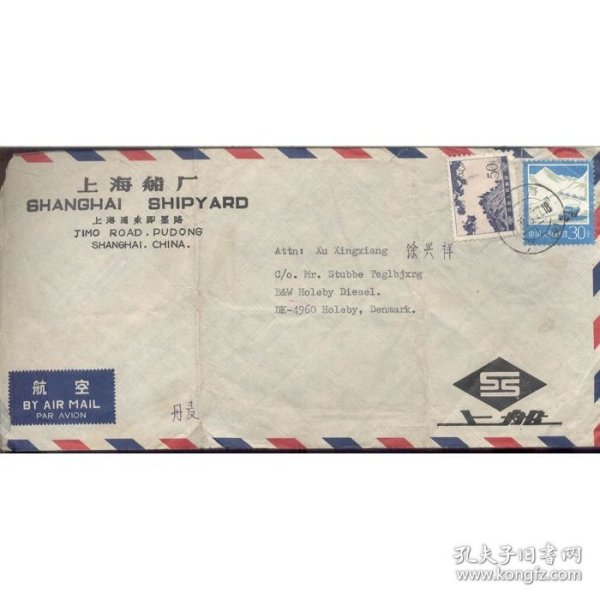 上海船厂
SHANGHAI SHIPYARD
上海浦东即墨路
JIMO ROAD. PUDONG
SHANGHAI. CHINA.
50
中国人民邮政 30分
Attn: Xu Xingxiang 徐兴祥
C/o. Mr. Stubbe Teglbjxrg
B&W Holeby Diesel.
DK-4960 Holeby, Denmark.
航空
BY AIR MAIL
PAR AVION
丹麦
上船
孔夫子旧书网
www.kongfz.com